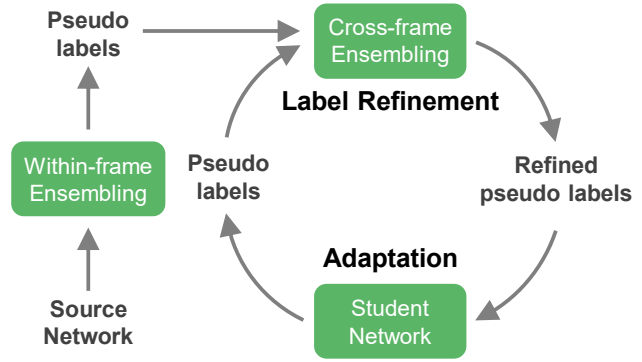 Pseudo
labels
Cross-frame
Ensembling
Label Refinement
Within-frame
Ensembling
Pseudo
labels
Refined
pseudo labels
Adaptation
Source
Network
Student
Network